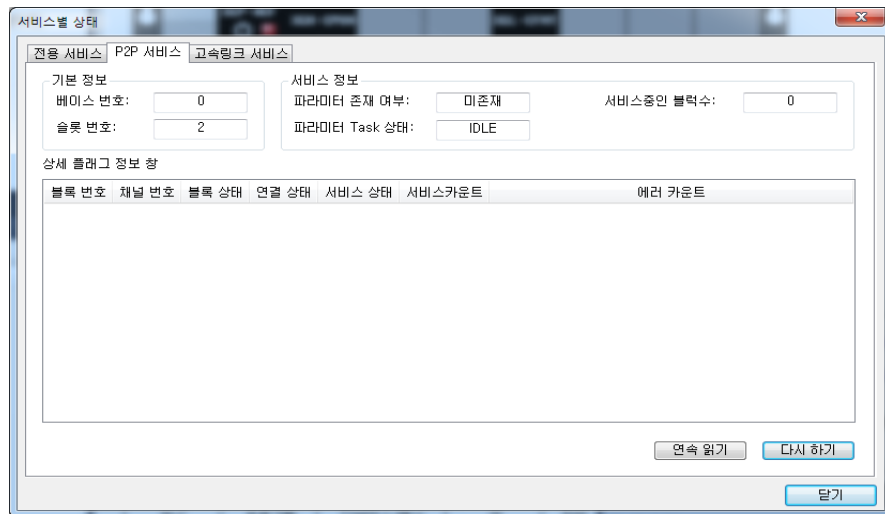 서비스별 상태
전용 서비스 P2P 서비스 고속링크 서비스
기본 정보 서비스 정보
베이스 번호: 0 파라미터 존재 여부: 미존재 서비스중인 블럭수: 0
슬롯 번호: 2 파라미터 Task 상태: IDLE
상세 플래그 정보 창
블록 번호 채널 번호 블록 상태 연결 상태 서비스 상태 서비스카운트 에러 카운트
연속 읽기 다시 하기
닫기